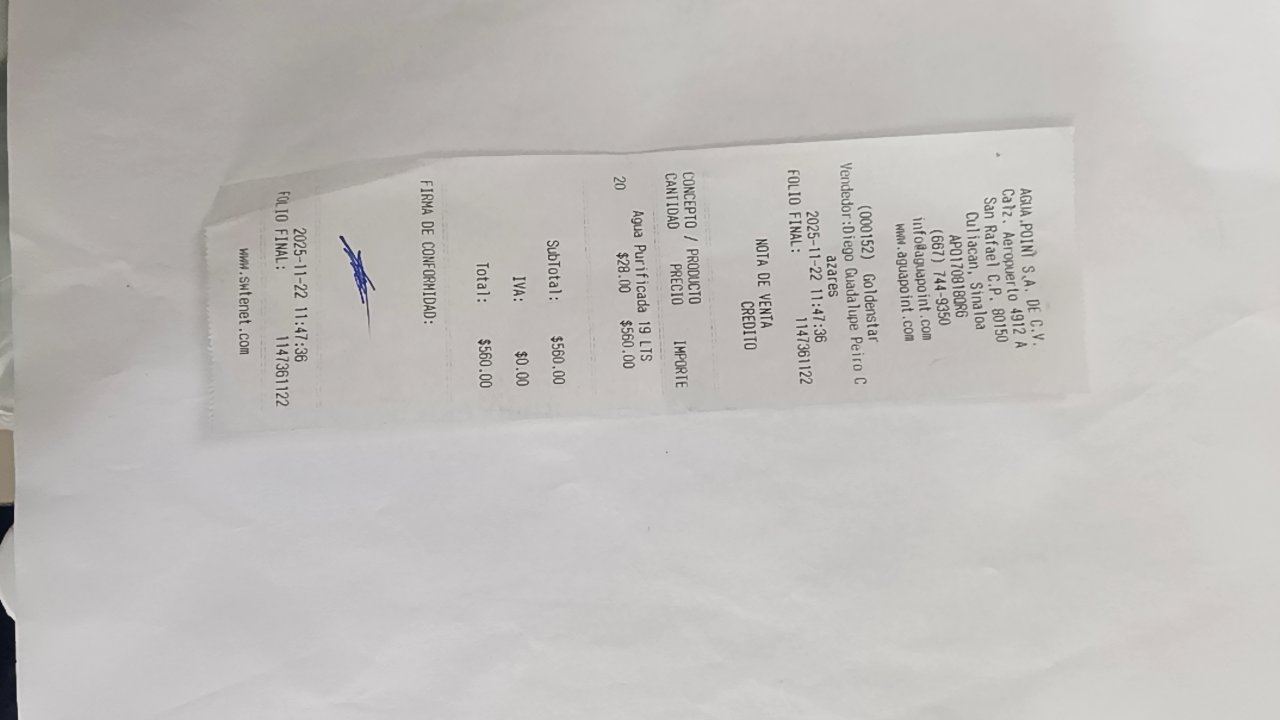 AGUA.POINT S.A. DE C.V.
Calz. Aeropuerto 4912 A
San Rafael C.P. 80150
Culiacan, Sinaloa
APO170818QR6
(667) 744-9350
info@aguapoint.com
www.aguapoint.com
(000152) Goldenstar
Vendedor:Diego Guadalupe Peiro C
azares
2025-11-22 11:47:36
FOLIO FINAL: 1147361122
NOTA DE VENTA
CREDITO
CONCEPTO / PRODUCTO
CANTIDAD PRECIO IMPORTE
Agua Purificada 19 LTS
20 $28.00 $560.00
SubTotal: $560.00
IVA: $0.00
Total: $560.00
FIRMA DE CONFORMIDAD:
2025-11-22 11:47:36
FOLIO FINAL: 1147361122
www.swtenet.com